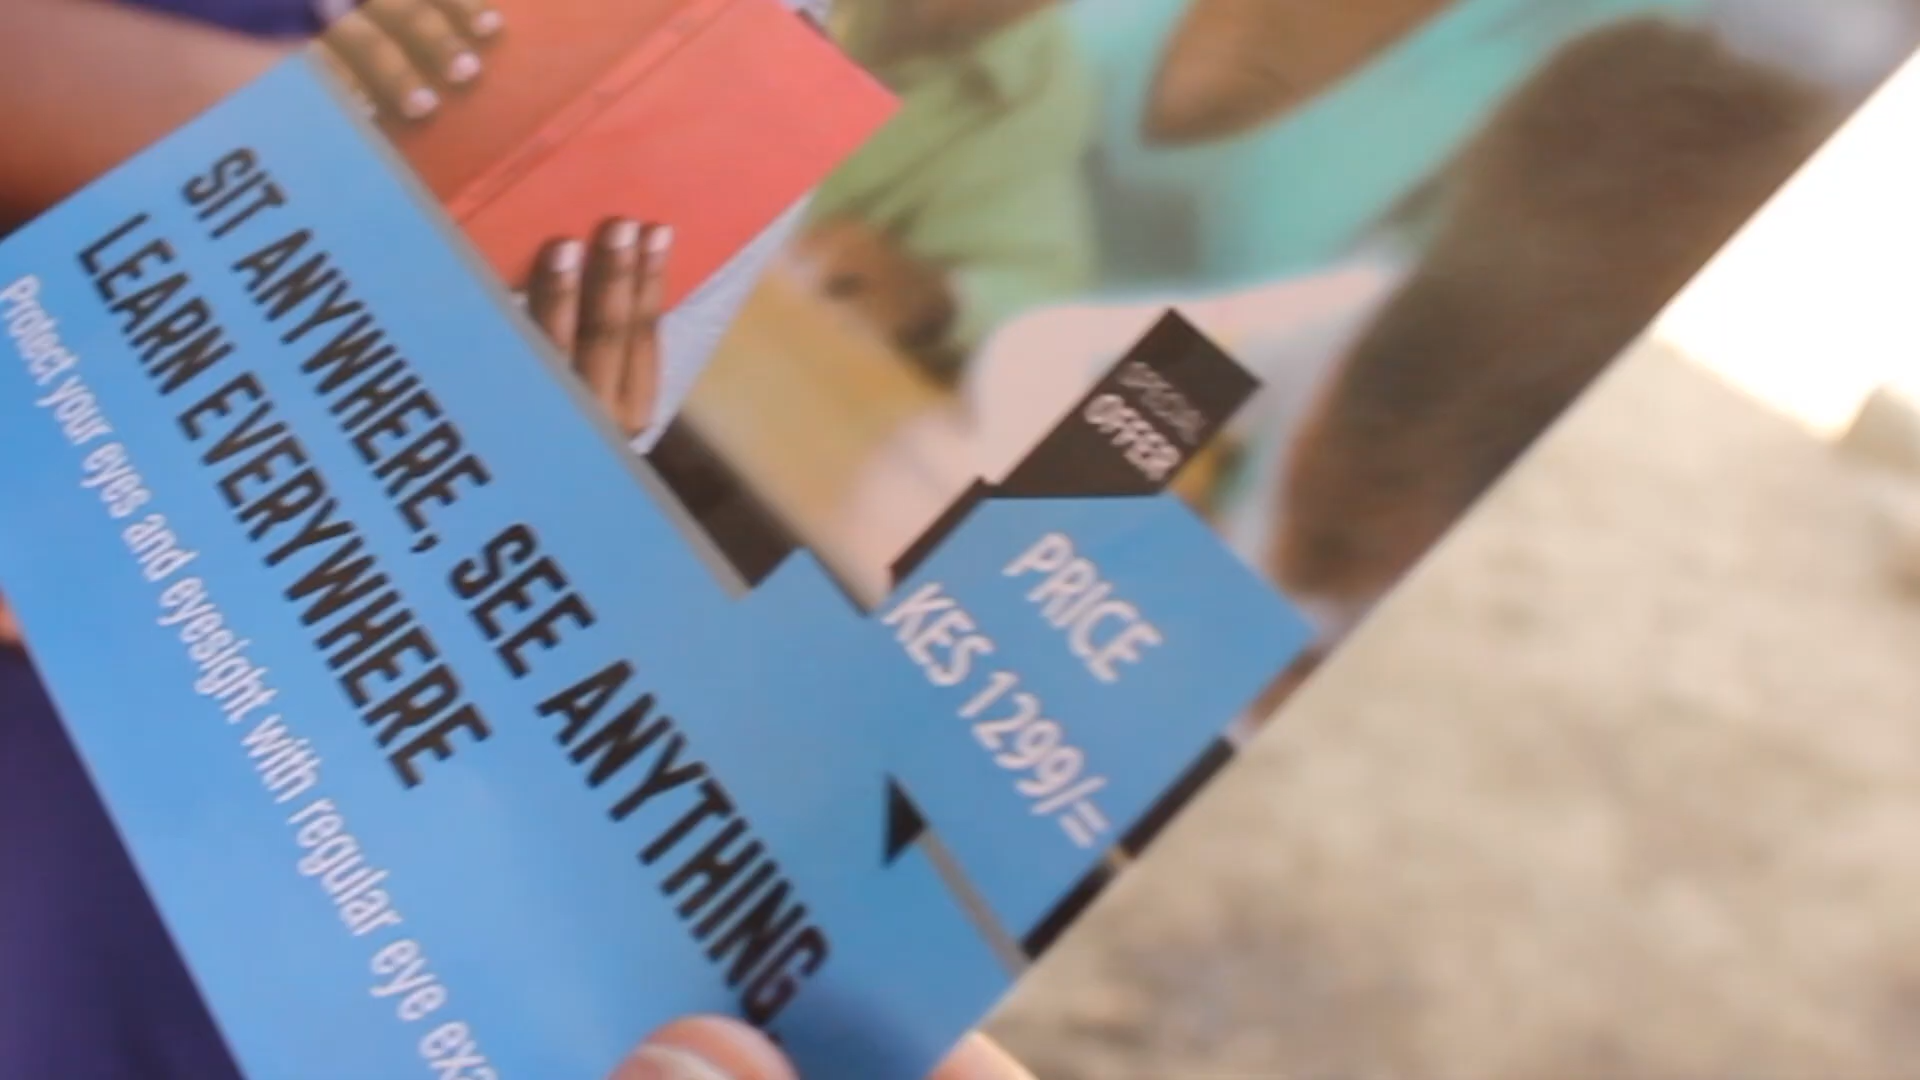 SPECIAL
OFFER
PRICE
KES 1299/=
SIT ANYWHERE, SEE ANYTHING,
LEARN EVERYWHERE
Protect your eyes and eyesight with regular eye